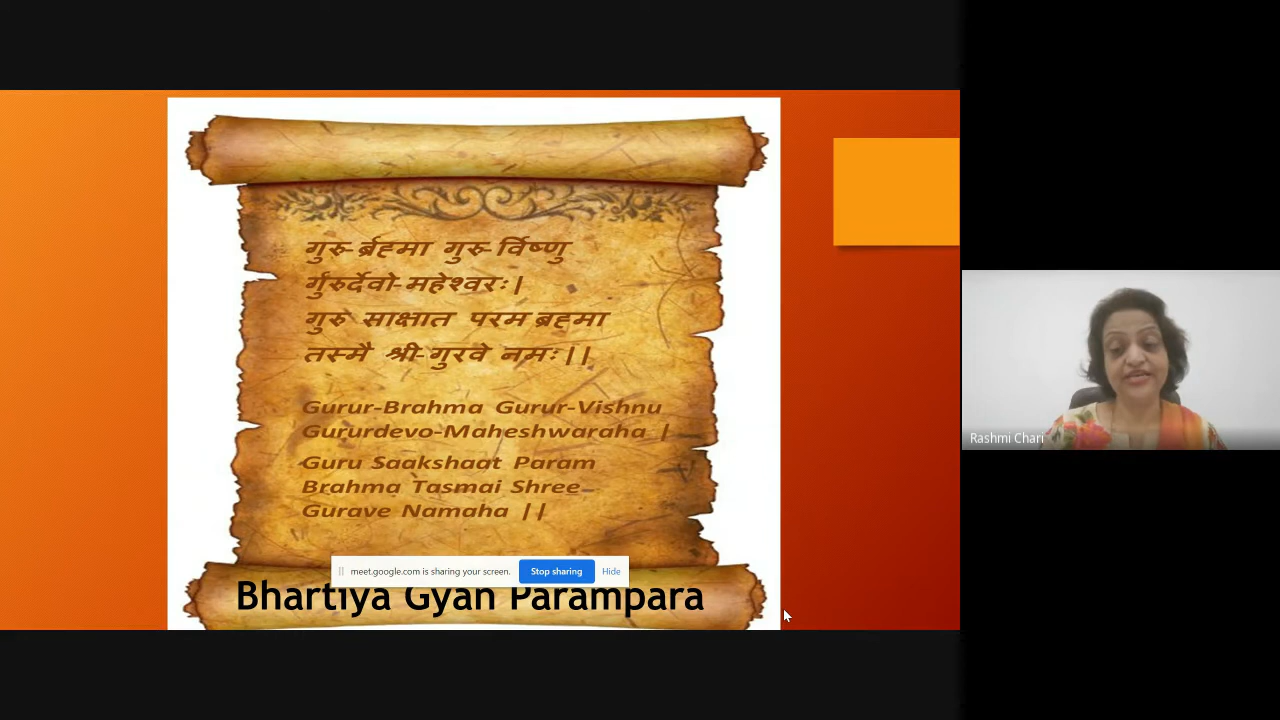 गुरु-र्ब्रह्मा गुरु-र्विष्णु
र्गुरुर्देवो-महेश्वरः|
गुरु साक्षात परम ब्रह्मा
तस्मै श्री-गुरवे नमः||
Gurur-Brahma Gurur-Vishnu
Gururdevo-Maheshwaraha |
Guru Saakshaat Param
Brahma Tasmai Shree-
Gurave Namaha ||
meet.google.com is sharing your screen. Stop sharing Hide
Bhartiya Gyan Parampara
Rashmi Chari